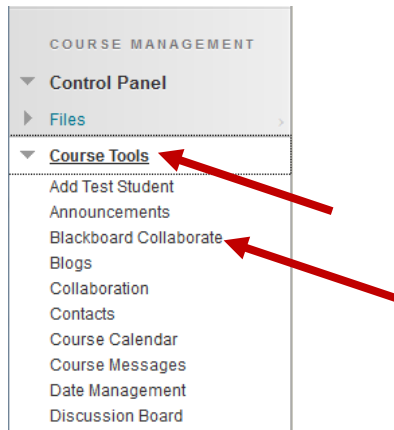 COURSE MANAGEMENT
Control Panel
Files
Course Tools
Add Test Student
Announcements
Blackboard Collaborate
Blogs
Collaboration
Contacts
Course Calendar
Course Messages
Date Management
Discussion Board